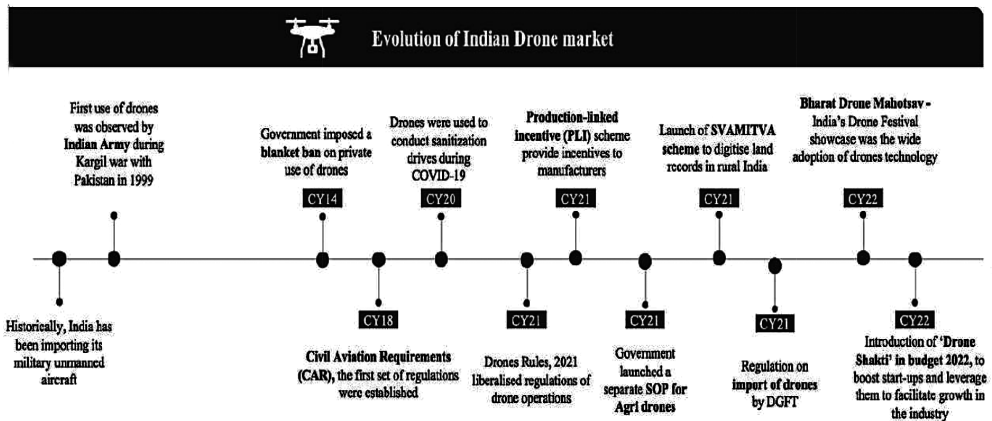 Evolution of Indian Drone market
First use of drones
was observed by
Indian Army during
Kargil war with
Pakistan in 1999
Government imposed a
blanket ban on private
use of drones
CY14
Drones were used to
conduct sanitization
drives during
COVID-19
CY20
Production-linked
incentive (PLI) scheme
provide incentives to
manufacturers
CY21
Launch of SVAMITVA
scheme to digitise land
records in rural India
CY21
Bharat Drone Mahotsav -
India's Drone Festival
showcase was the wide
adoption of drones technology
CY22
Historically, India has
been importing its
military unmanned
aircraft
CY18
Civil Aviation Requirements
(CAR), the first set of regulations
were established
CY21
Drones Rules, 2021
liberalised regulations of
drone operations
CY21
Government
launched a
separate SOP for
Agri drones
CY21
Regulation on
import of drones
by DGFT
CY22
Introduction of 'Drone
Shakti' in budget 2022, to
boost start-ups and leverage
them to facilitate growth in
the industry